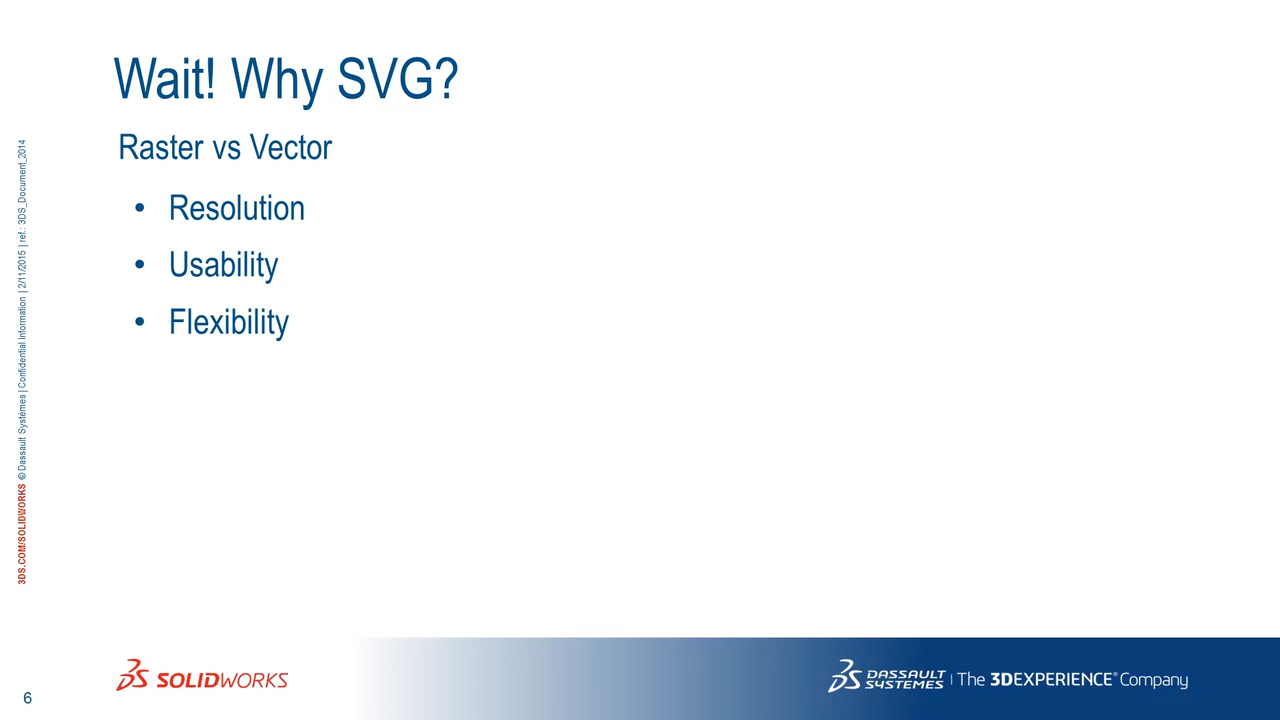 Wait! Why SVG?
Raster vs Vector
• Resolution
• Usability
• Flexibility
3DS.COM/SOLIDWORKS © Dassault Systèmes | Confidential Information | 2/11/2015 | ref.: 3DS_Document_2014
SOLIDWORKS
DASSAULT SYSTEMES | The 3DEXPERIENCE® Company
6